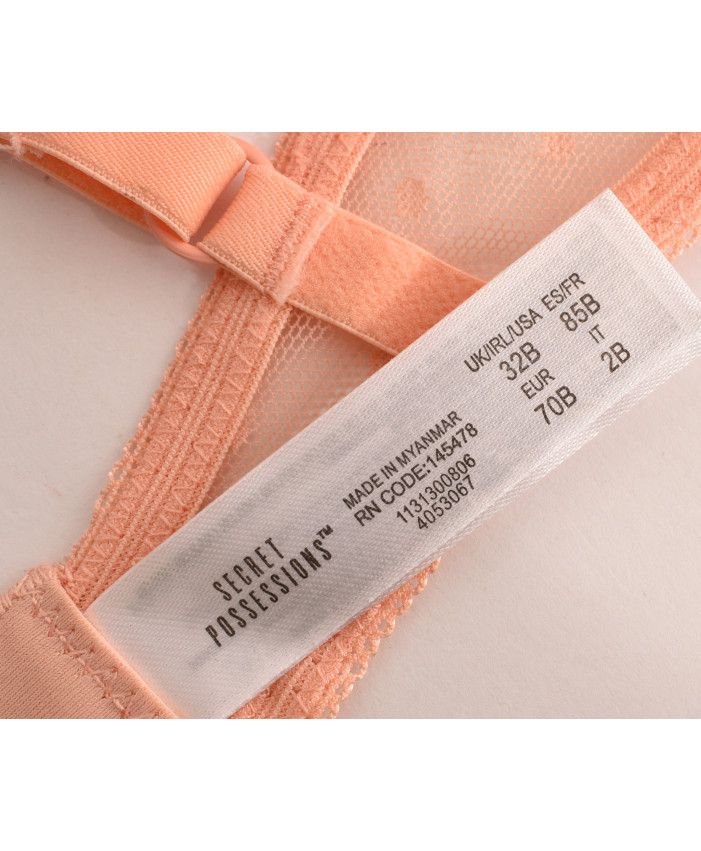 UK/IRL/USA ES/FR
32B 85B
EUR IT
70B 2B
MADE IN MYANMAR
RN CODE:145478
1131300806
4053067
SECRET
POSSESSIONS™